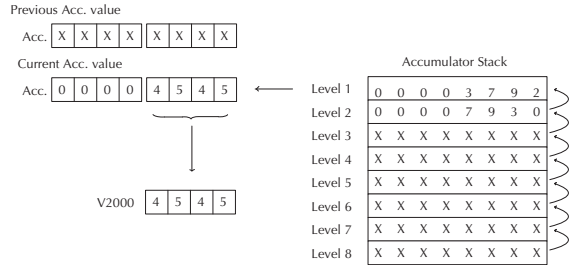 Previous Acc. value
Acc. X X X X X X X X
Current Acc. value
Acc. 0 0 0 0 4 5 4 5
V2000 4 5 4 5
Accumulator Stack
Level 1 0 0 0 0 3 7 9 2
Level 2 0 0 0 0 7 9 3 0
Level 3 X X X X X X X X
Level 4 X X X X X X X X
Level 5 X X X X X X X X
Level 6 X X X X X X X X
Level 7 X X X X X X X X
Level 8 X X X X X X X X